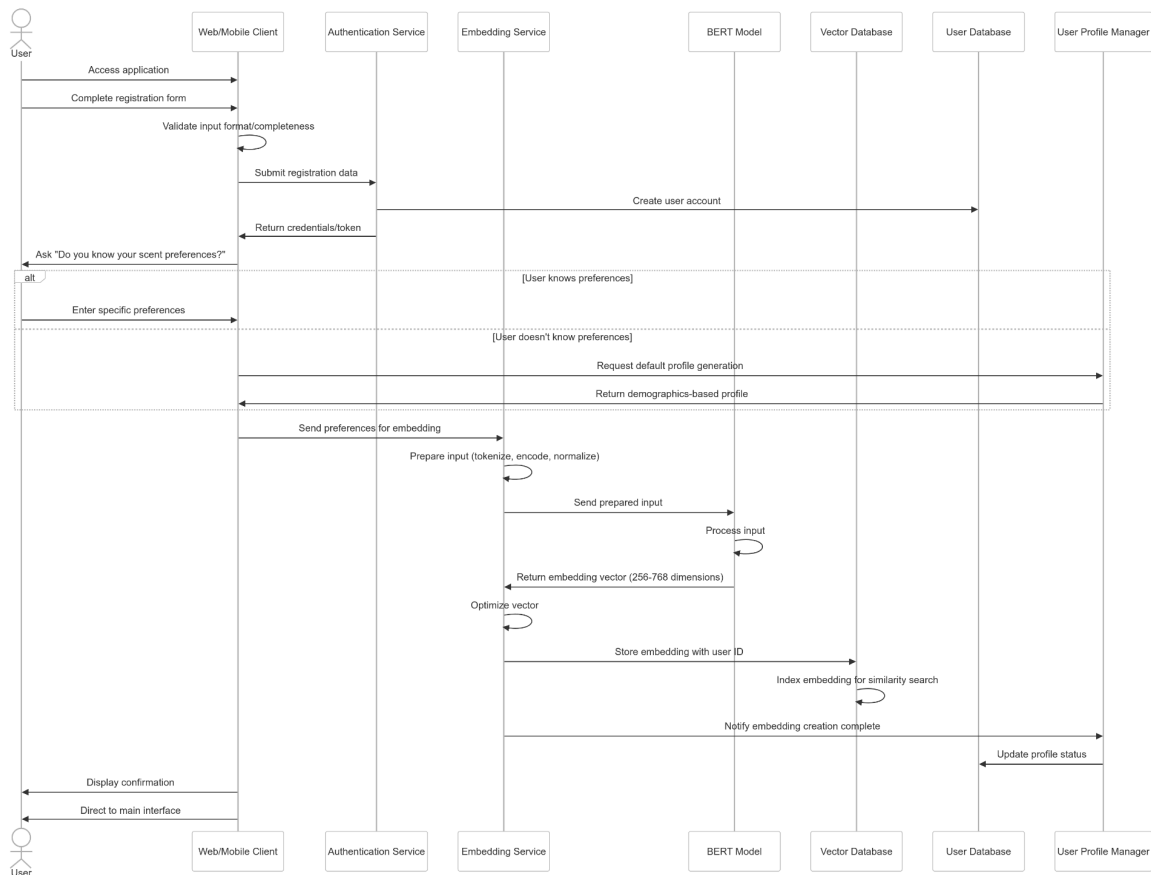 User
Web/Mobile Client
Authentication Service
Embedding Service
BERT Model
Vector Database
User Database
User Profile Manager
Access application
Complete registration form
Validate input format/completeness
Submit registration data
Create user account
Return credentials/token
Ask "Do you know your scent preferences?"
alt
[User knows preferences]
Enter specific preferences
[User doesn't know preferences]
Request default profile generation
Return demographics-based profile
Send preferences for embedding
Prepare input (tokenize, encode, normalize)
Send prepared input
Process input
Return embedding vector (256-768 dimensions)
Optimize vector
Store embedding with user ID
Index embedding for similarity search
Notify embedding creation complete
Update profile status
Display confirmation
Direct to main interface
User
Web/Mobile Client
Authentication Service
Embedding Service
BERT Model
Vector Database
User Database
User Profile Manager